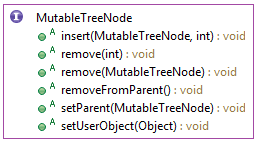 I MutableTreeNode
A insert(MutableTreeNode, int) : void
A remove(int) : void
A remove(MutableTreeNode) : void
A removeFromParent() : void
A setParent(MutableTreeNode) : void
A setUserObject(Object) : void